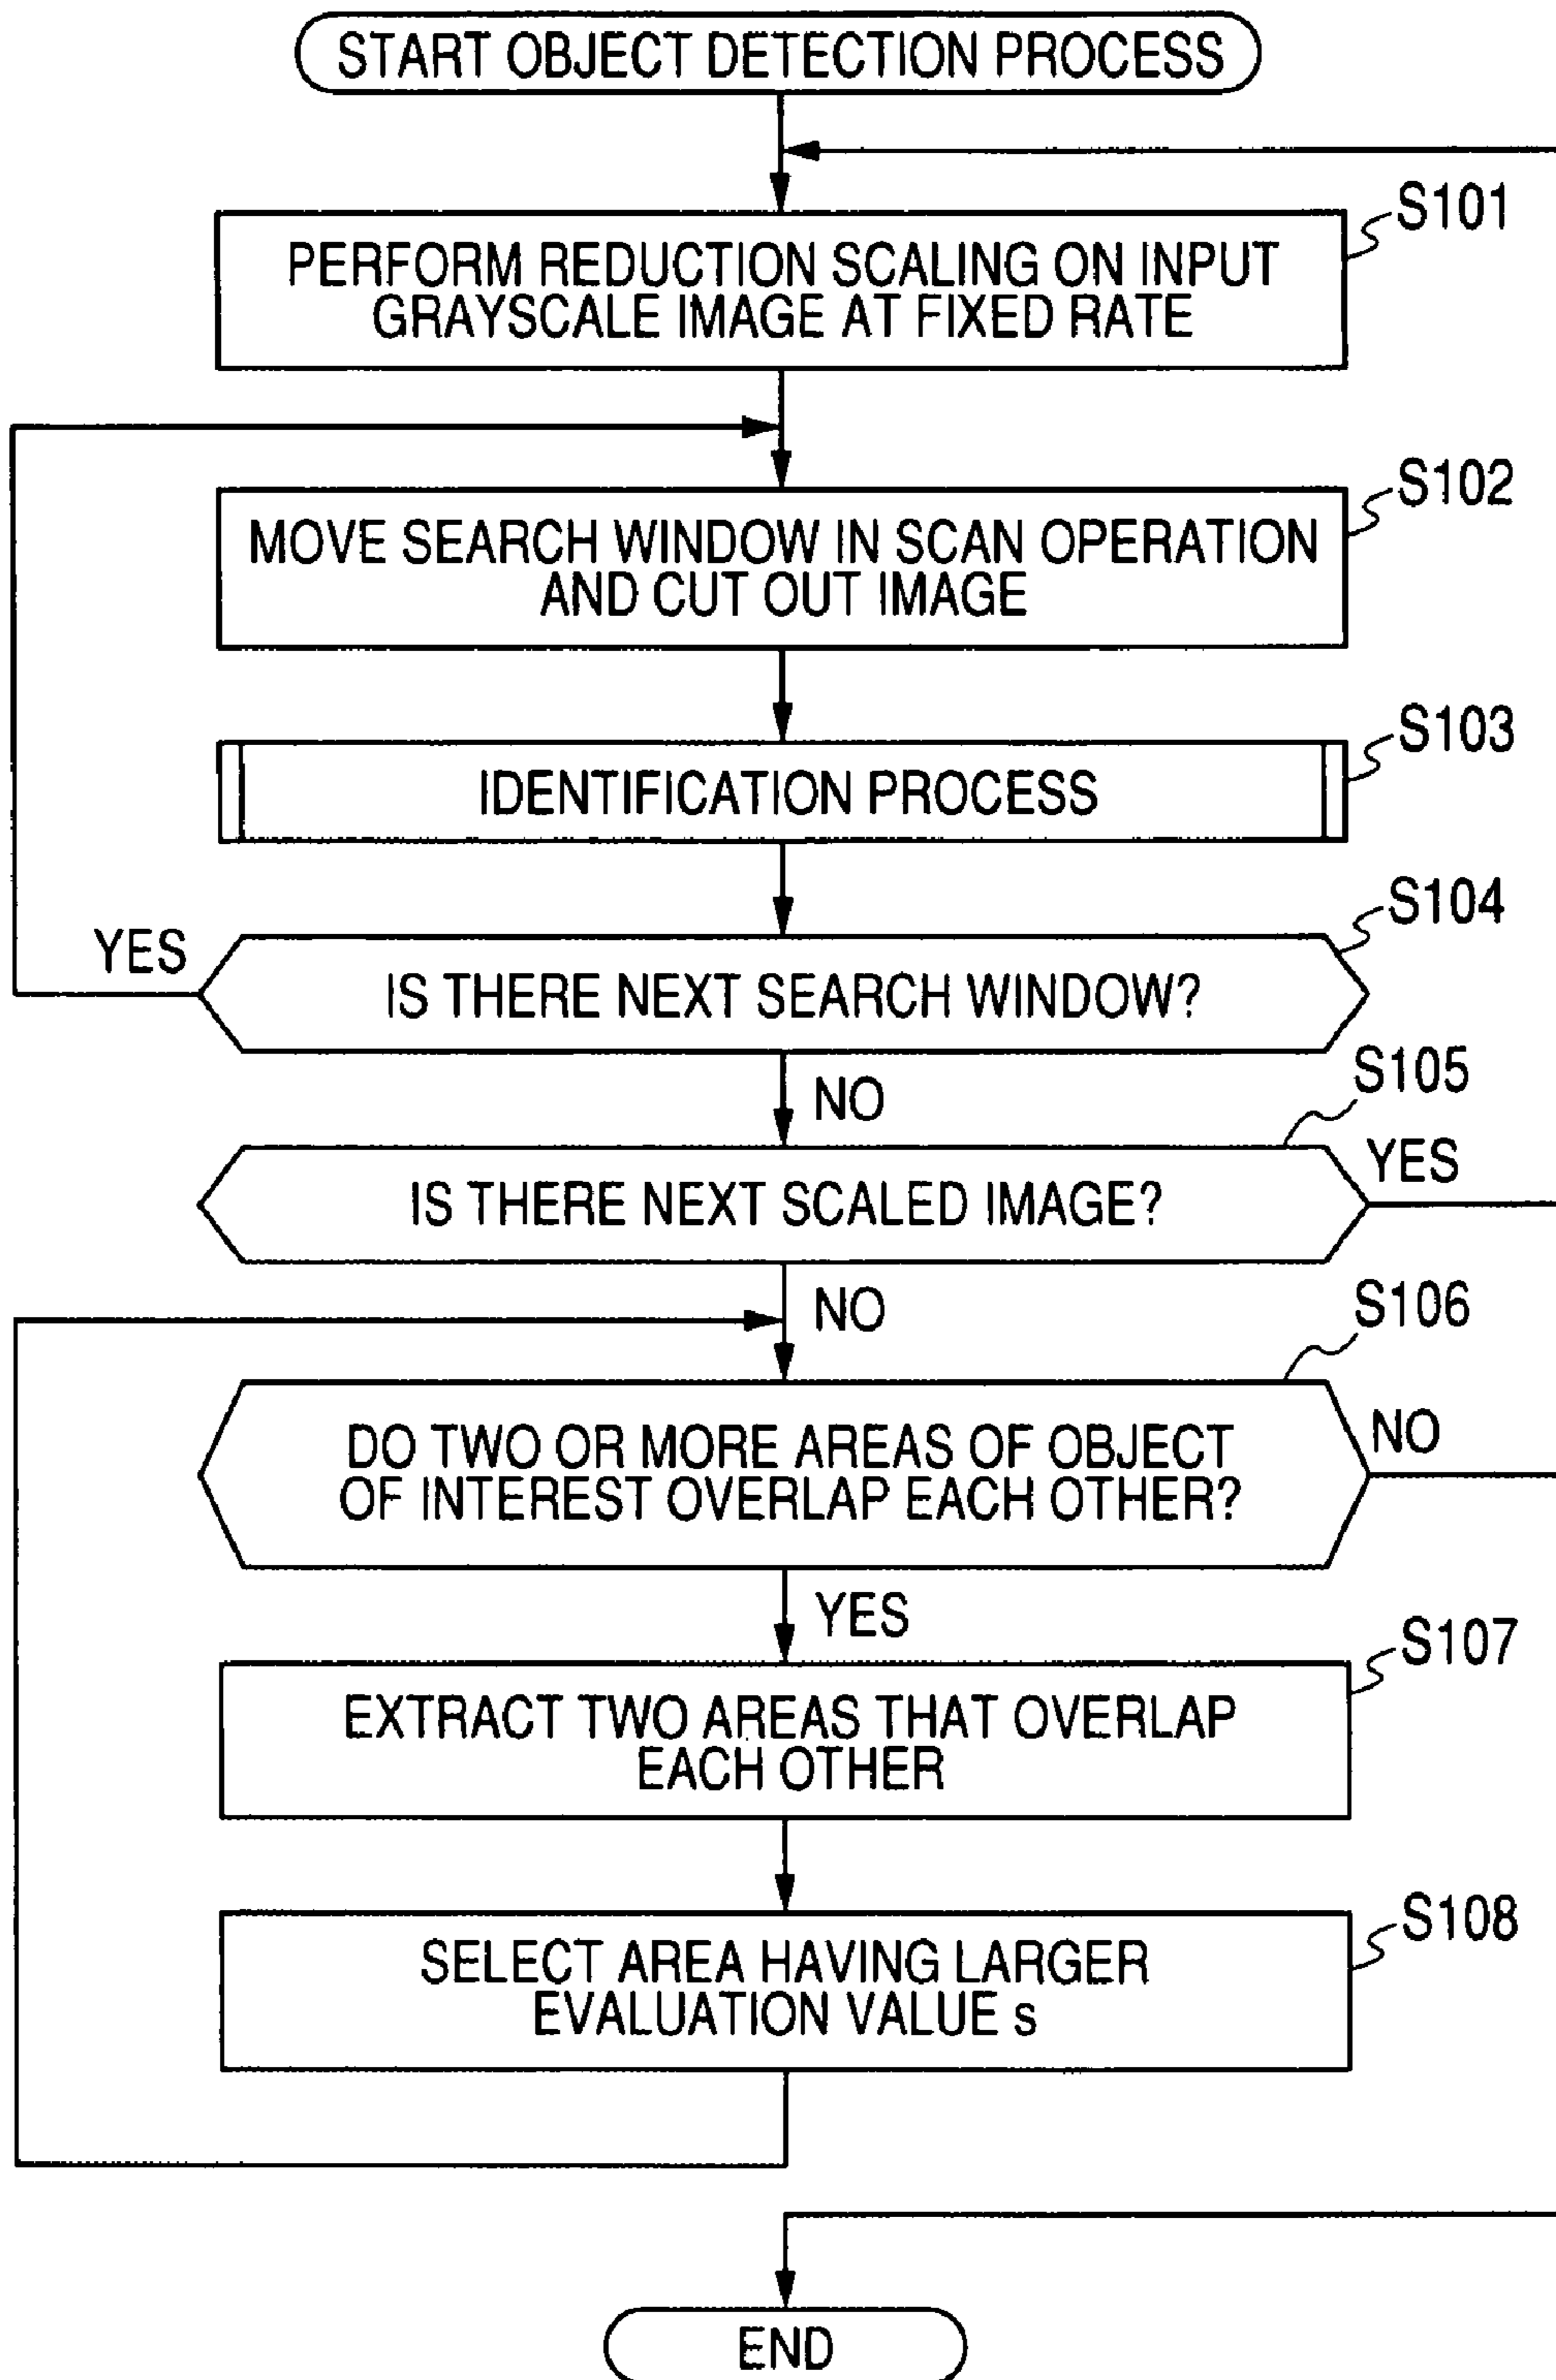 START OBJECT DETECTION PROCESS
S101
PERFORM REDUCTION SCALING ON INPUT
GRAYSCALE IMAGE AT FIXED RATE
S102
MOVE SEARCH WINDOW IN SCAN OPERATION
AND CUT OUT IMAGE
S103
IDENTIFICATION PROCESS
S104
YES
IS THERE NEXT SEARCH WINDOW?
NO
S105
YES
IS THERE NEXT SCALED IMAGE?
NO
S106
DO TWO OR MORE AREAS OF OBJECT
OF INTEREST OVERLAP EACH OTHER?
NO
YES
S107
EXTRACT TWO AREAS THAT OVERLAP
EACH OTHER
S108
SELECT AREA HAVING LARGER
EVALUATION VALUE s
END